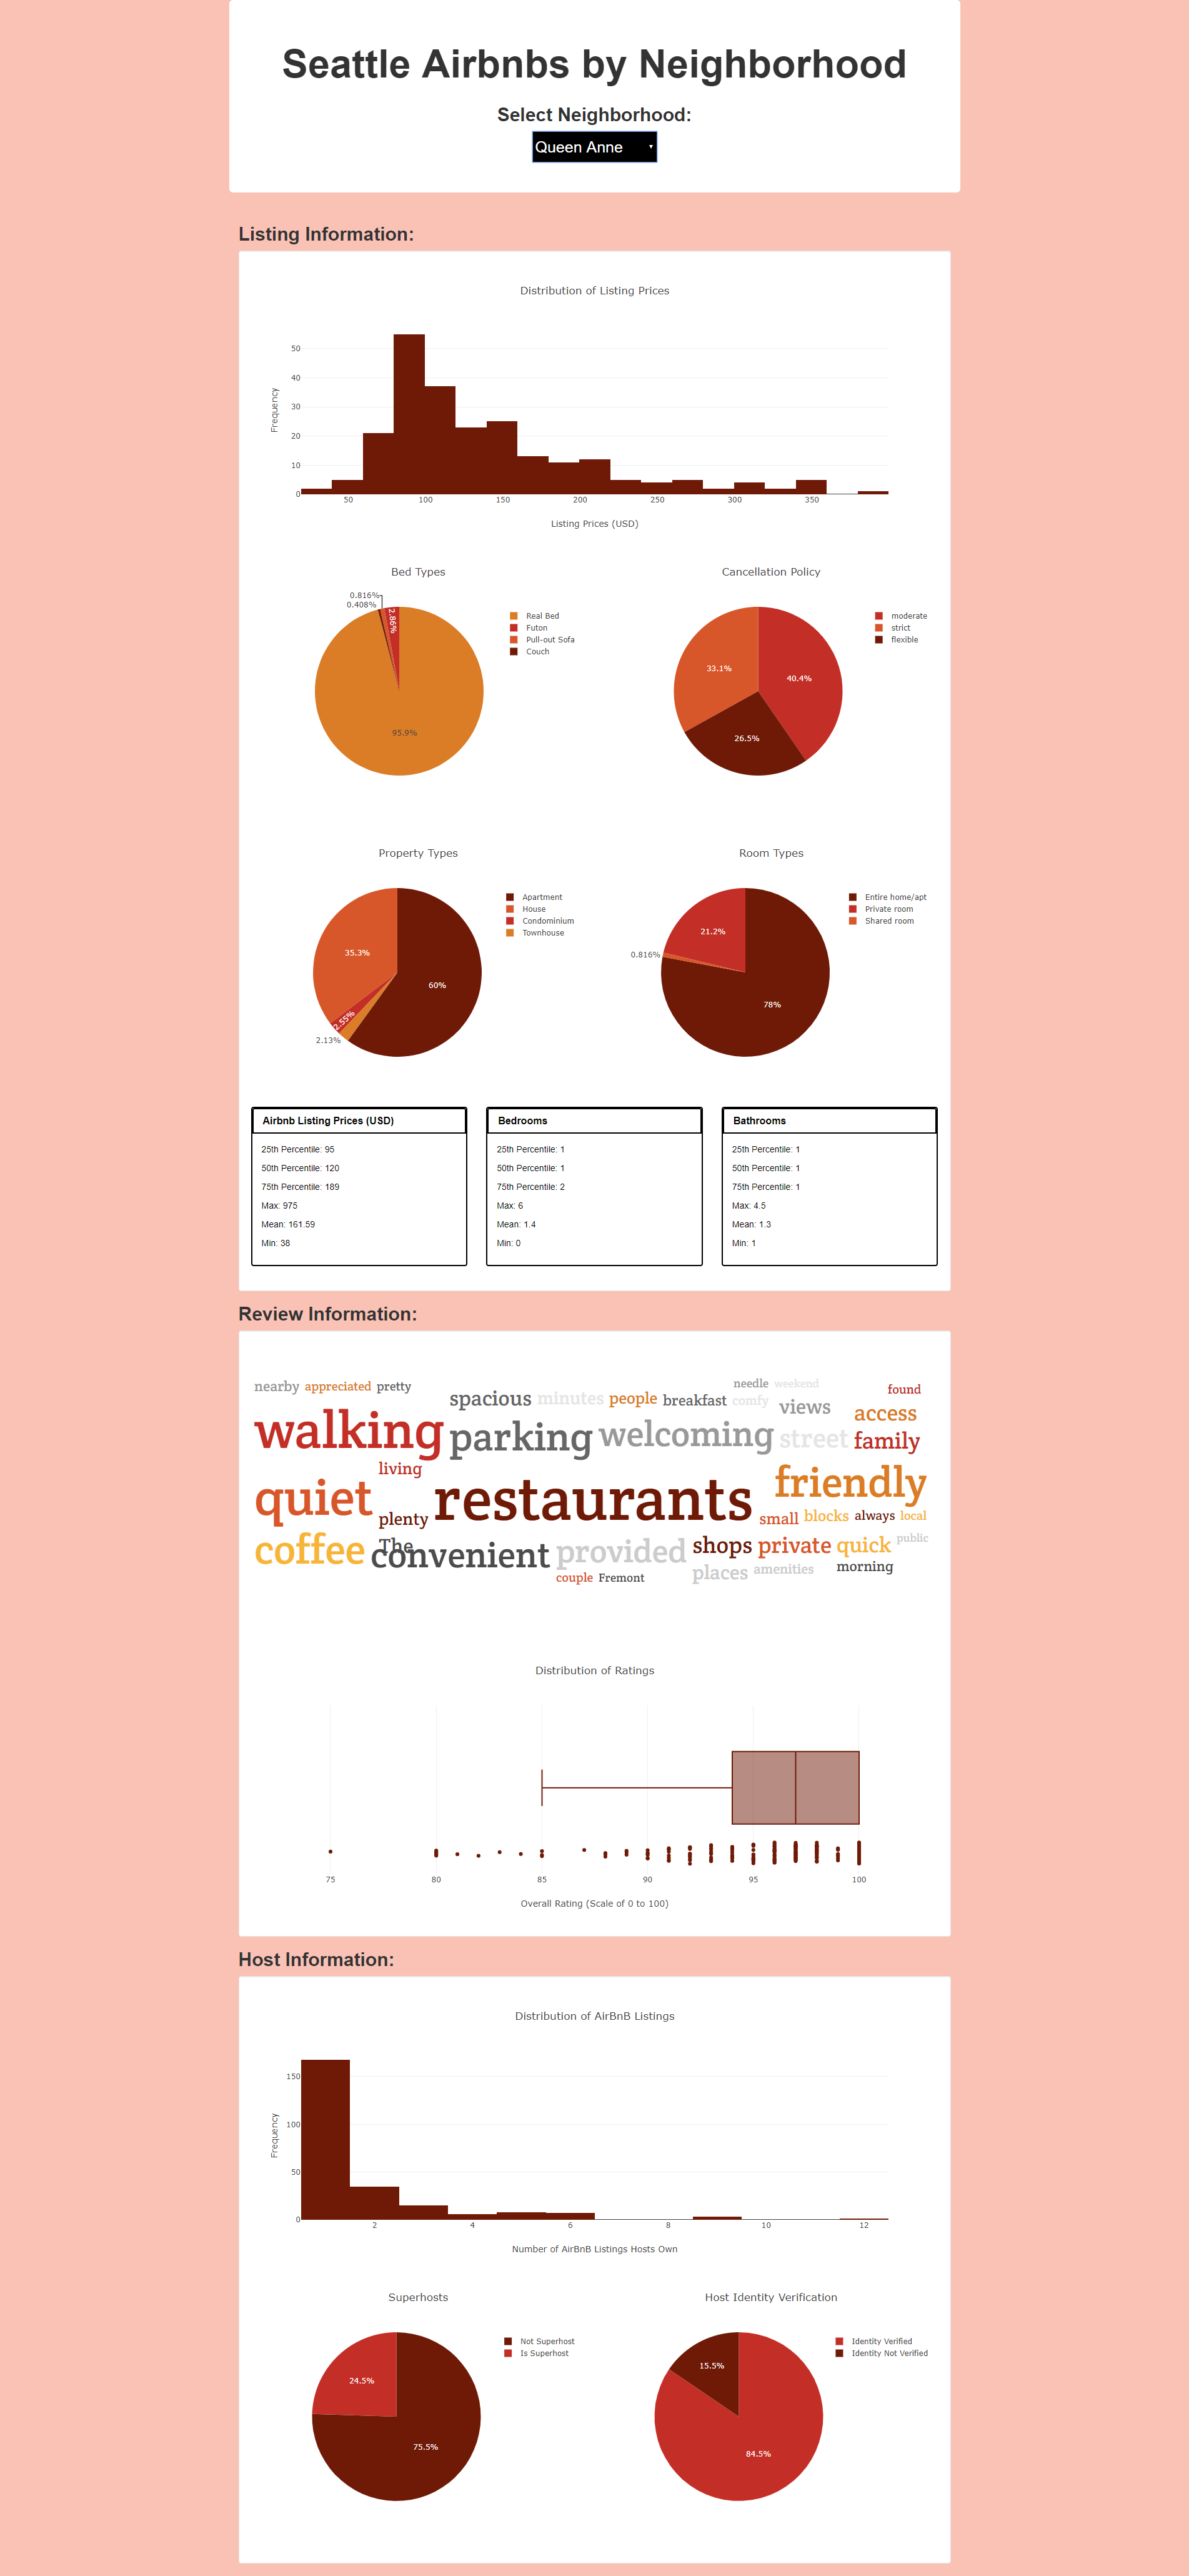 Seattle Airbnbs by Neighborhood
Select Neighborhood:
Queen Anne
Listing Information:
Distribution of Listing Prices
50
40
30
20
10
0
Frequency
50 100 150 200 250 300 350
Listing Prices (USD)
Bed Types
0.816%
0.408%
2.86%
95.9%
Real Bed
Futon
Pull-out Sofa
Couch
Cancellation Policy
33.1%
40.4%
26.5%
moderate
strict
flexible
Property Types
35.3%
60%
2.55%
2.13%
Apartment
House
Condominium
Townhouse
Room Types
21.2%
0.816%
78%
Entire home/apt
Private room
Shared room
Airbnb Listing Prices (USD)
25th Percentile: 95
50th Percentile: 120
75th Percentile: 189
Max: 975
Mean: 161.59
Min: 38
Bedrooms
25th Percentile: 1
50th Percentile: 1
75th Percentile: 2
Max: 6
Mean: 1.4
Min: 0
Bathrooms
25th Percentile: 1
50th Percentile: 1
75th Percentile: 1
Max: 4.5
Mean: 1.3
Min: 1
Review Information:
nearby appreciated pretty
needle weekend
found
spacious minutes people breakfast comfy views access
walking parking welcoming street family
living
quiet plenty restaurants friendly
small blocks always local
coffee The convenient provided shops private quick public
places amenities morning
couple Fremont
Distribution of Ratings
75 80 85 90 95 100
Overall Rating (Scale of 0 to 100)
Host Information:
Distribution of AirBnB Listings
150
100
50
0
Frequency
2 4 6 8 10 12
Number of AirBnB Listings Hosts Own
Superhosts
24.5%
75.5%
Not Superhost
Is Superhost
Host Identity Verification
15.5%
84.5%
Identity Verified
Identity Not Verified